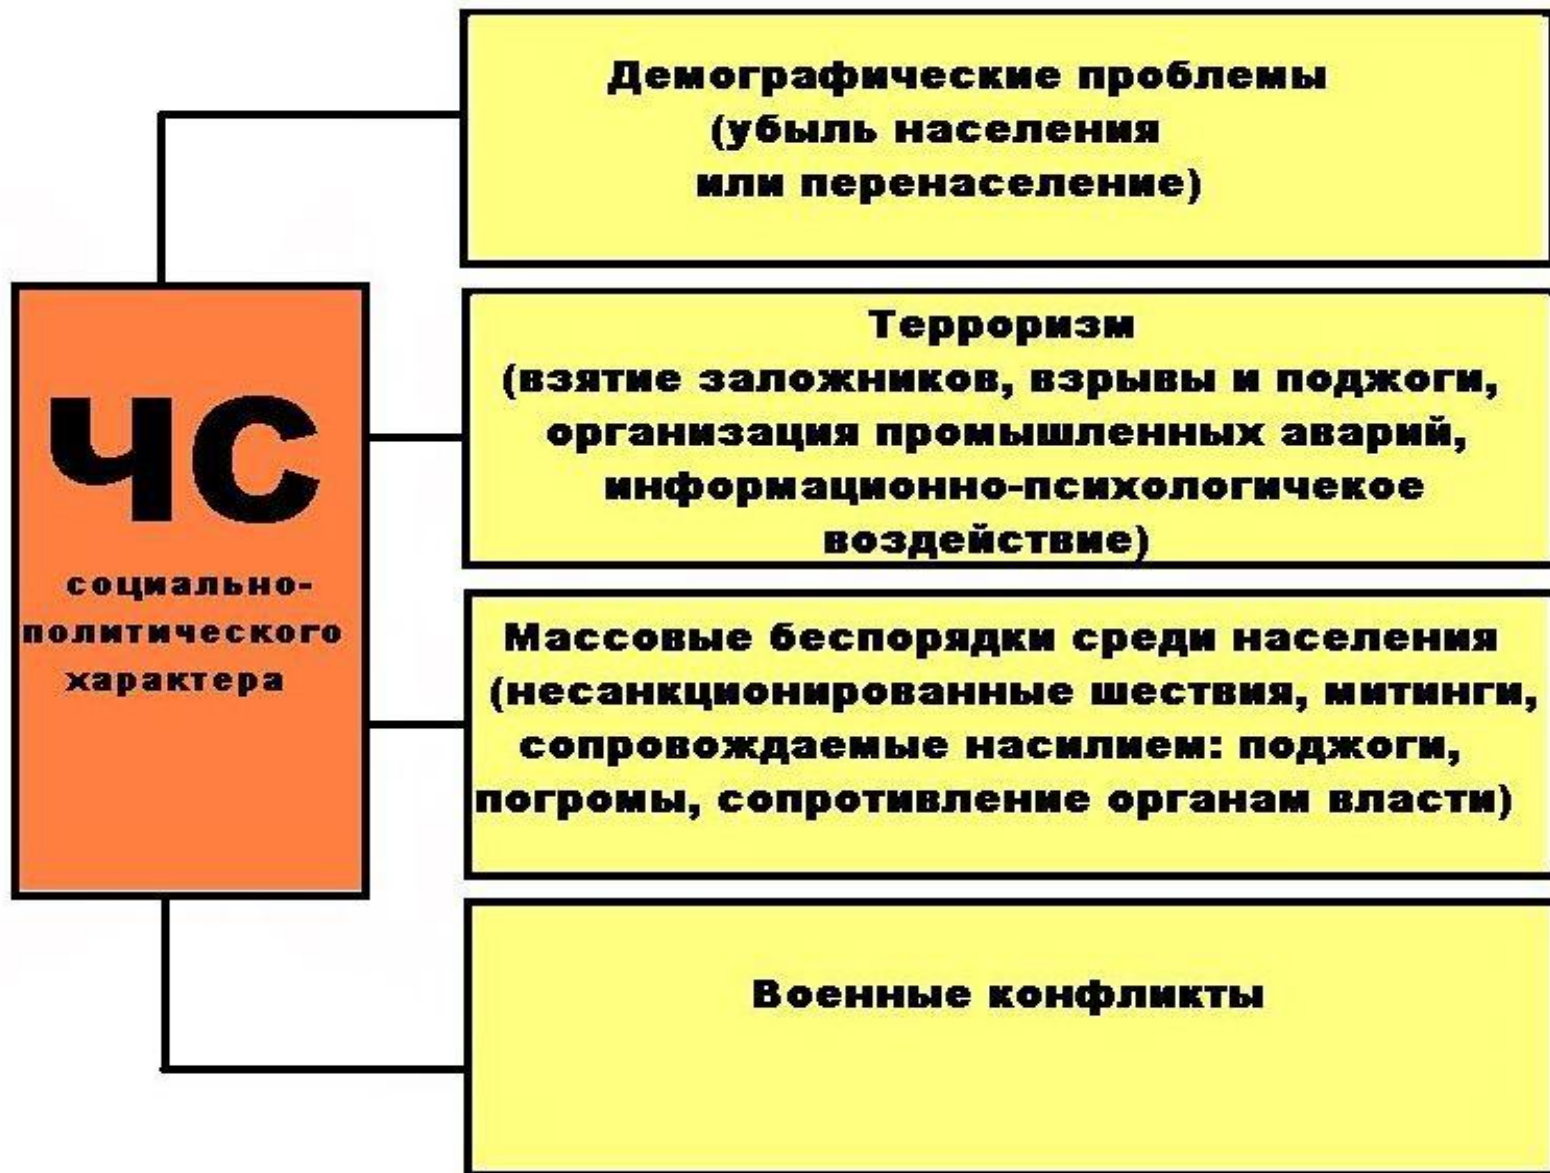 Демографические проблемы
(убыль населения
или перенаселение)
ЧС
социально-
политического
характера
Терроризм
(взятие заложников, взрывы и поджоги,
организация промышленных аварий,
информационно-психологичекое
воздействие)
Массовые беспорядки среди населения
(несанкционированные шествия, митинги,
сопровождаемые насилием: поджоги,
погромы, сопротивление органам власти)
Военные конфликты